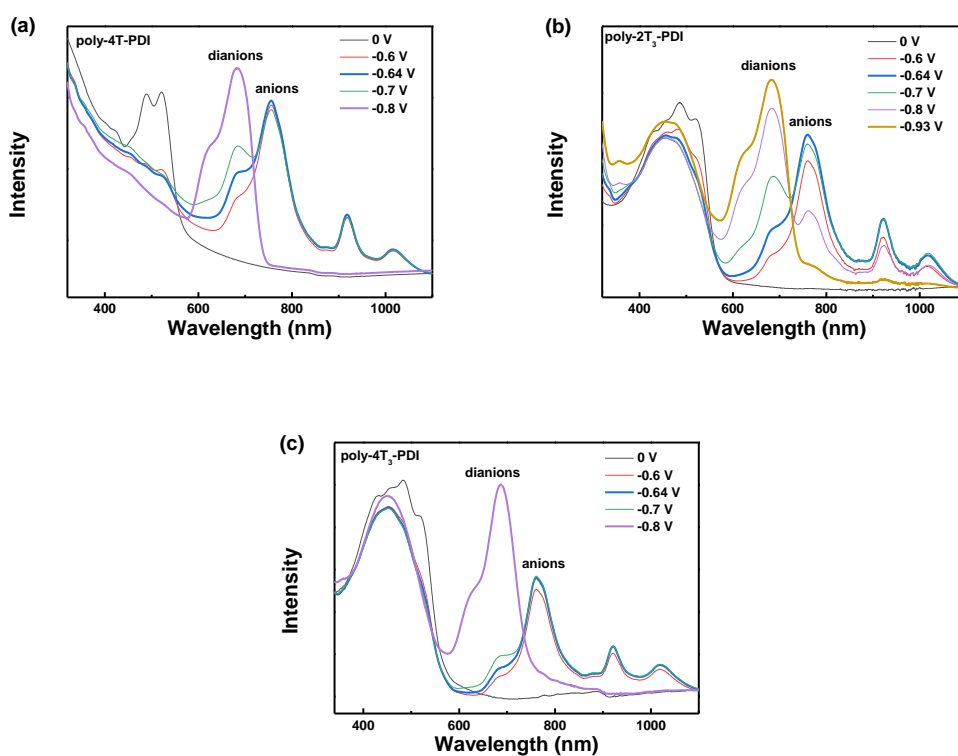 (a)
poly-4T-PDI
0 V
-0.6 V
-0.64 V
-0.7 V
-0.8 V
dianions
anions
Intensity
400 600 800 1000
Wavelength (nm)
(b)
poly-2T3-PDI
0 V
-0.6 V
-0.64 V
-0.7 V
-0.8 V
-0.93 V
dianions
anions
Intensity
400 600 800 1000
Wavelength (nm)
(c)
poly-4T3-PDI
0 V
-0.6 V
-0.64 V
-0.7 V
-0.8 V
dianions
anions
Intensity
400 600 800 1000
Wavelength (nm)